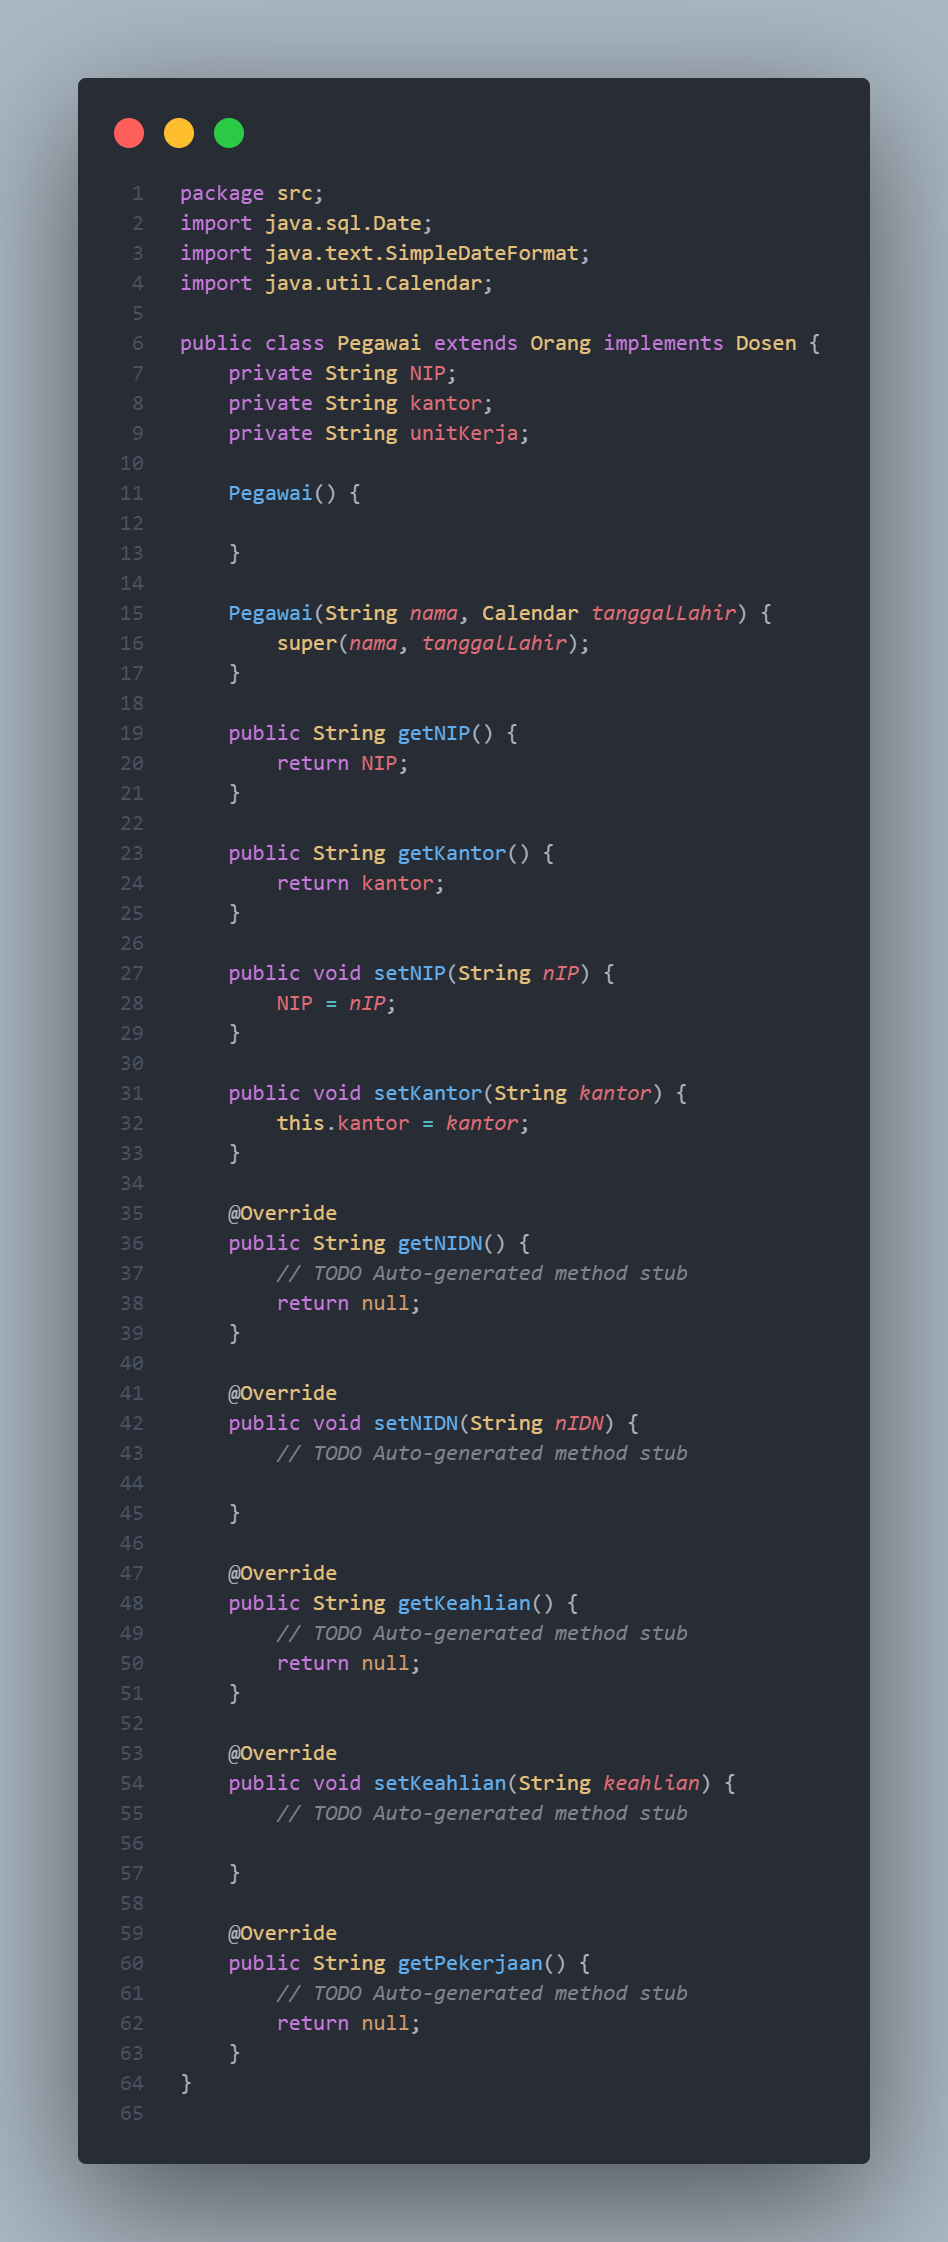 1 package src;
2 import java.sql.Date;
3 import java.text.SimpleDateFormat;
4 import java.util.Calendar;
5
6 public class Pegawai extends Orang implements Dosen {
7     private String NIP;
8     private String kantor;
9     private String unitKerja;
10
11     Pegawai() {
12
13     }
14
15     Pegawai(String nama, Calendar tanggalLahir) {
16         super(nama, tanggalLahir);
17     }
18
19     public String getNIP() {
20         return NIP;
21     }
22
23     public String getKantor() {
24         return kantor;
25     }
26
27     public void setNIP(String nIP) {
28         NIP = nIP;
29     }
30
31     public void setKantor(String kantor) {
32         this.kantor = kantor;
33     }
34
35     @Override
36     public String getNIDN() {
37         // TODO Auto-generated method stub
38         return null;
39     }
40
41     @Override
42     public void setNIDN(String nIDN) {
43         // TODO Auto-generated method stub
44
45     }
46
47     @Override
48     public String getKeahlian() {
49         // TODO Auto-generated method stub
50         return null;
51     }
52
53     @Override
54     public void setKeahlian(String keahlian) {
55         // TODO Auto-generated method stub
56
57     }
58
59     @Override
60     public String getPekerjaan() {
61         // TODO Auto-generated method stub
62         return null;
63     }
64 }
65